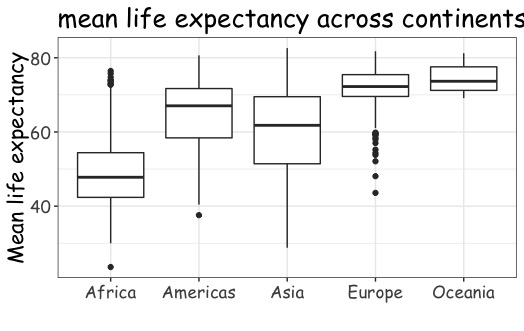 mean life expectancy across continents
Mean life expectancy
80
60
40
Africa Americas Asia Europe Oceania